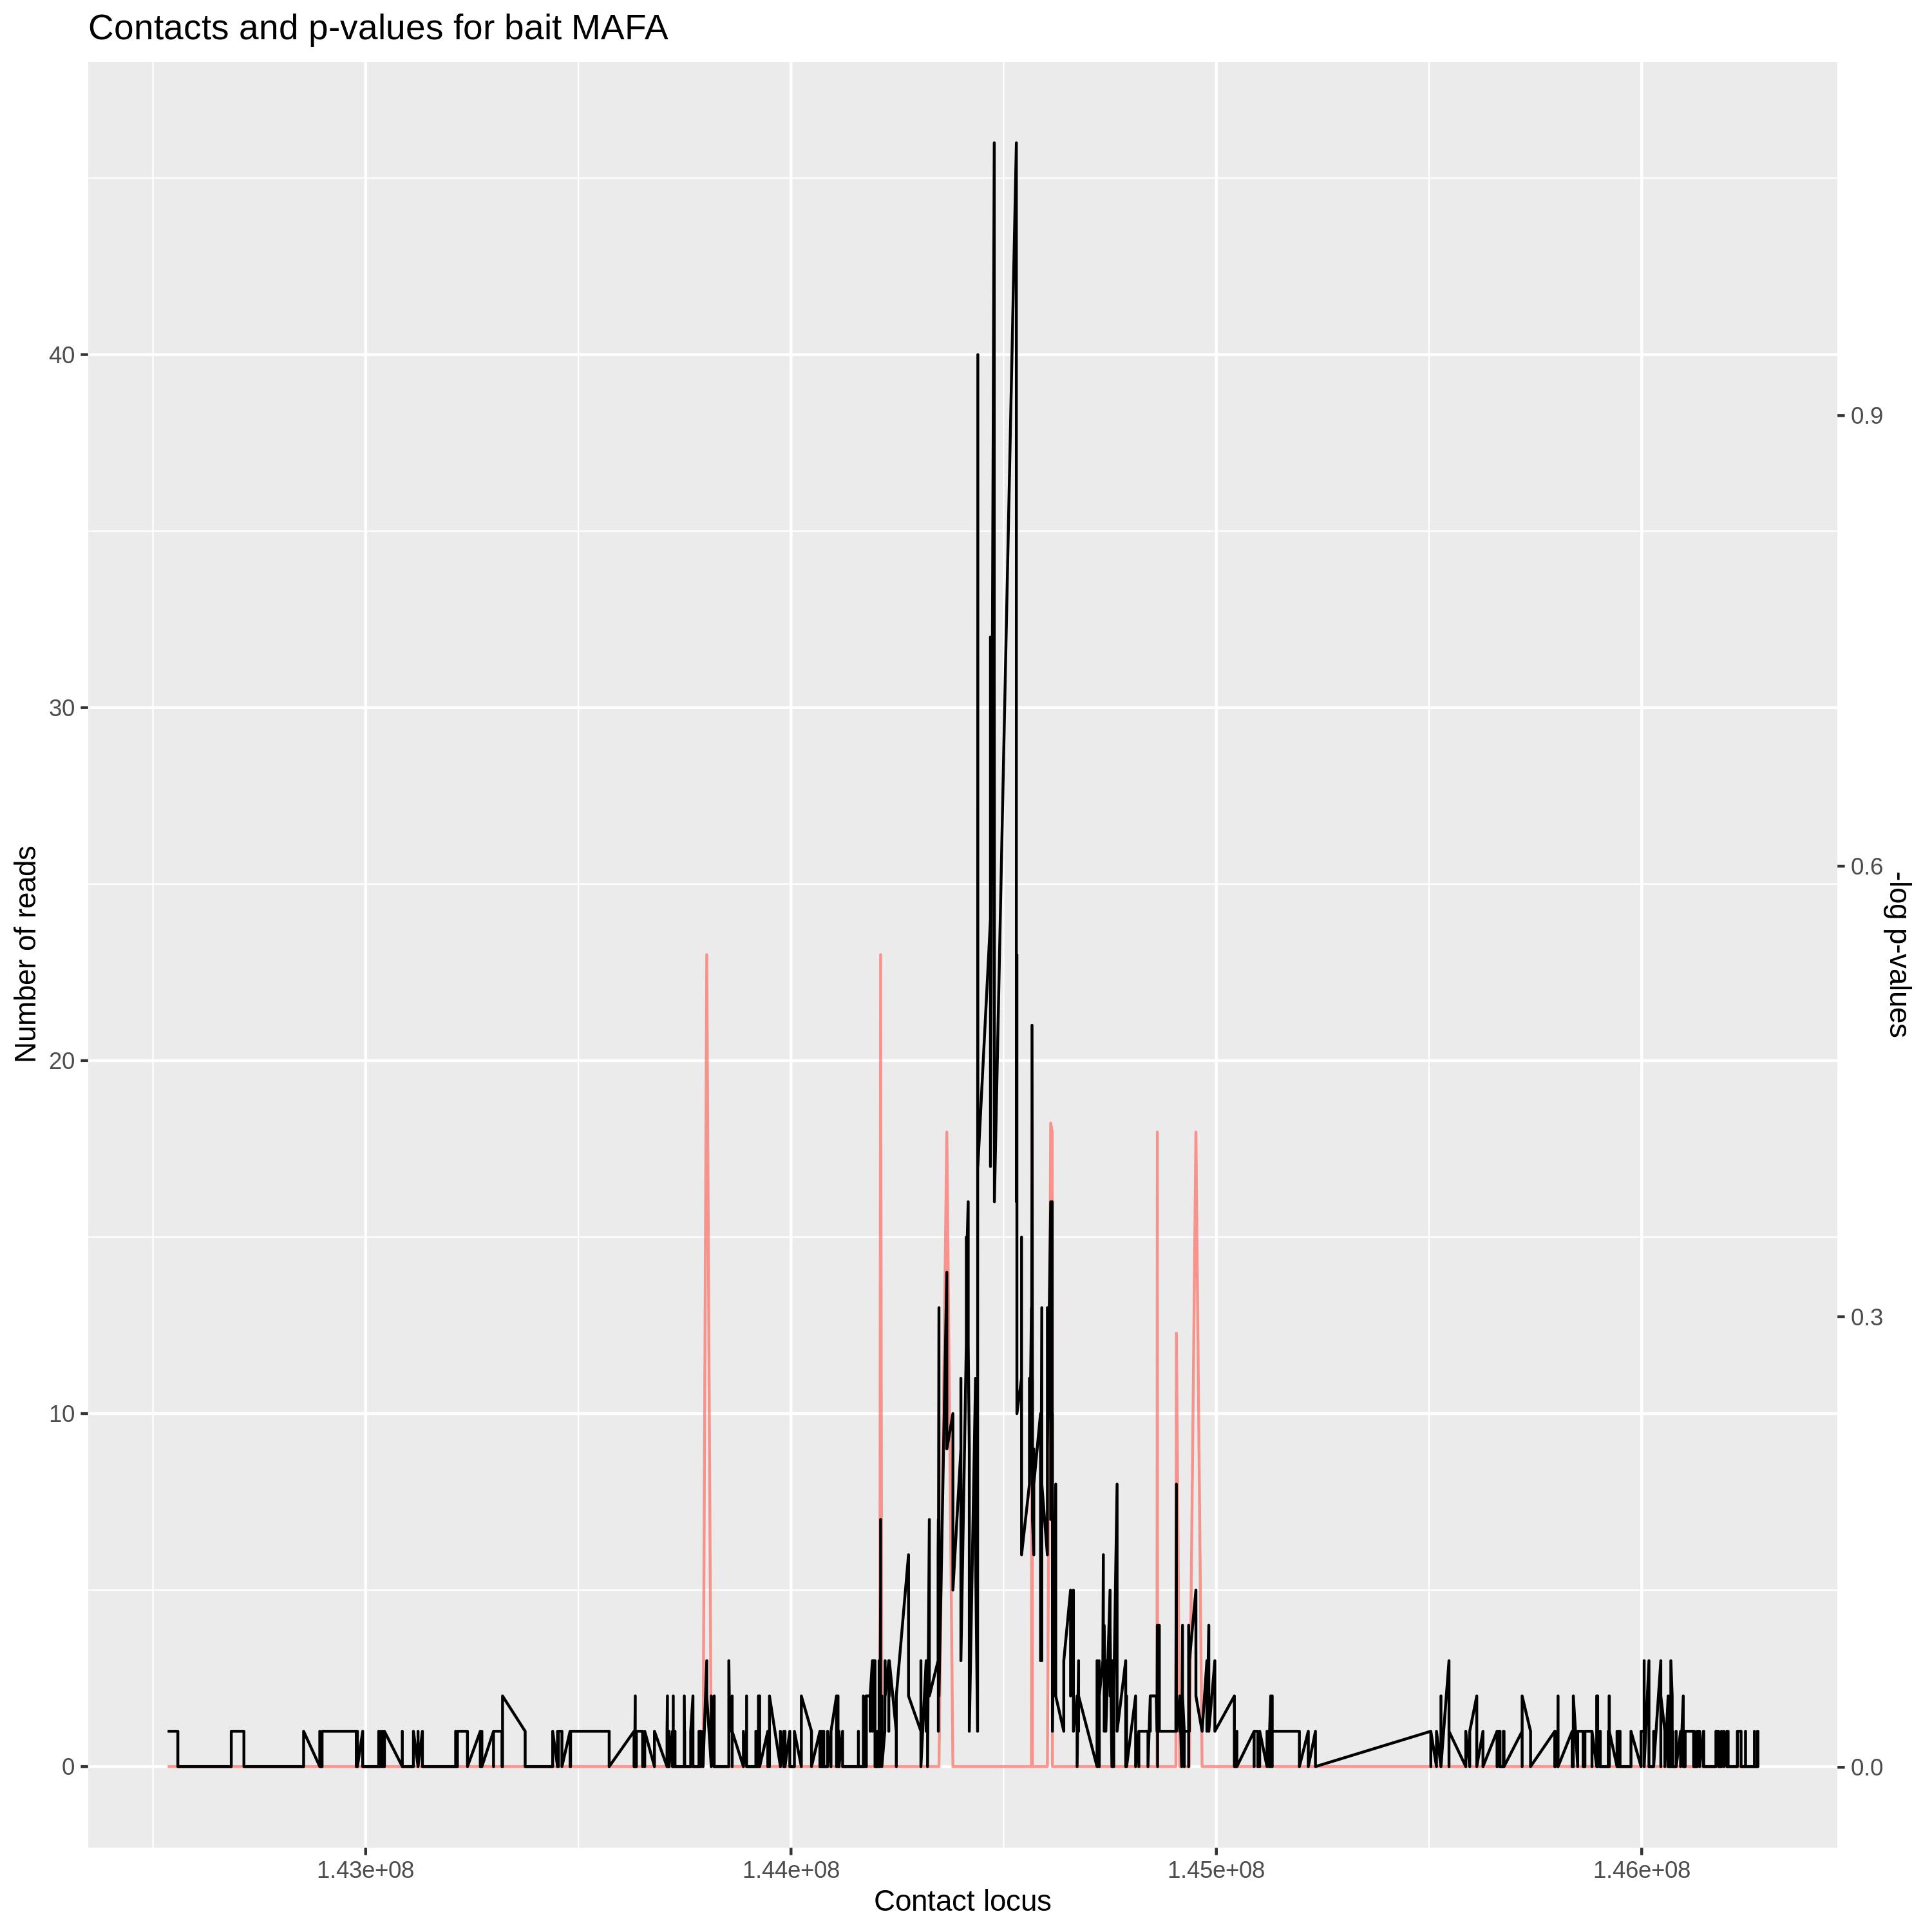 Contacts and p-values for bait MAFA
Number of reads
40
30
20
10
0
0.9
0.6
0.3
0.0
-log p-values
1.43e+08
1.44e+08
1.45e+08
1.46e+08
Contact locus